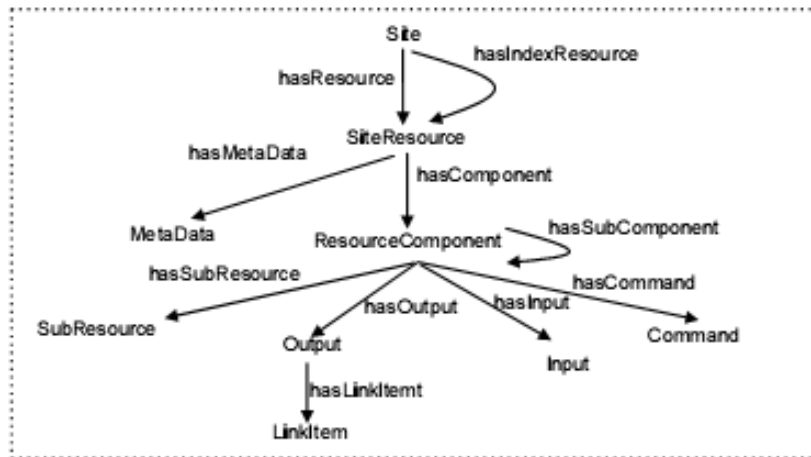 Site
hasIndexResource
hasResource
SiteResource
hasMetaData
hasComponent
MetaData
ResourceComponent
hasSubComponent
hasSubResource
hasOutput
hasInput
hasCommand
SubResource
Output
Input
Command
hasLinkItemt
LinkItem